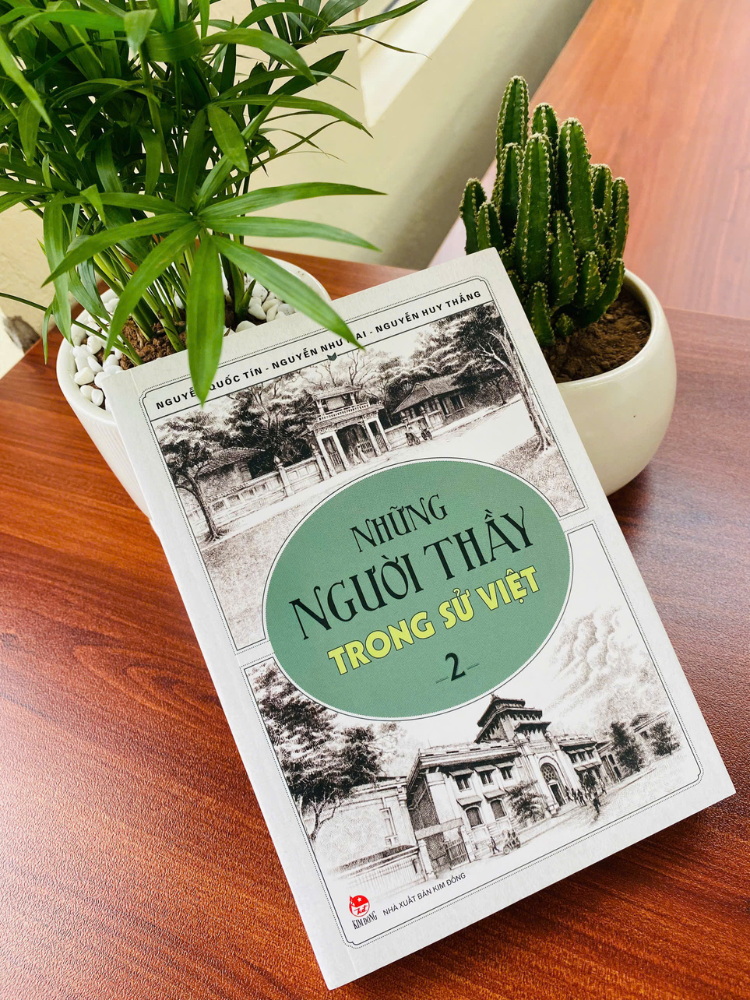 NGUYỄN QUỐC TÍN - NGUYỄN NHƯ MAI - NGUYỄN HUY THẮNG
NHỮNG
NGƯỜI THẦY
TRONG SỬ VIỆT
2
KIM ĐỒNG
NHÀ XUẤT BẢN KIM ĐỒNG